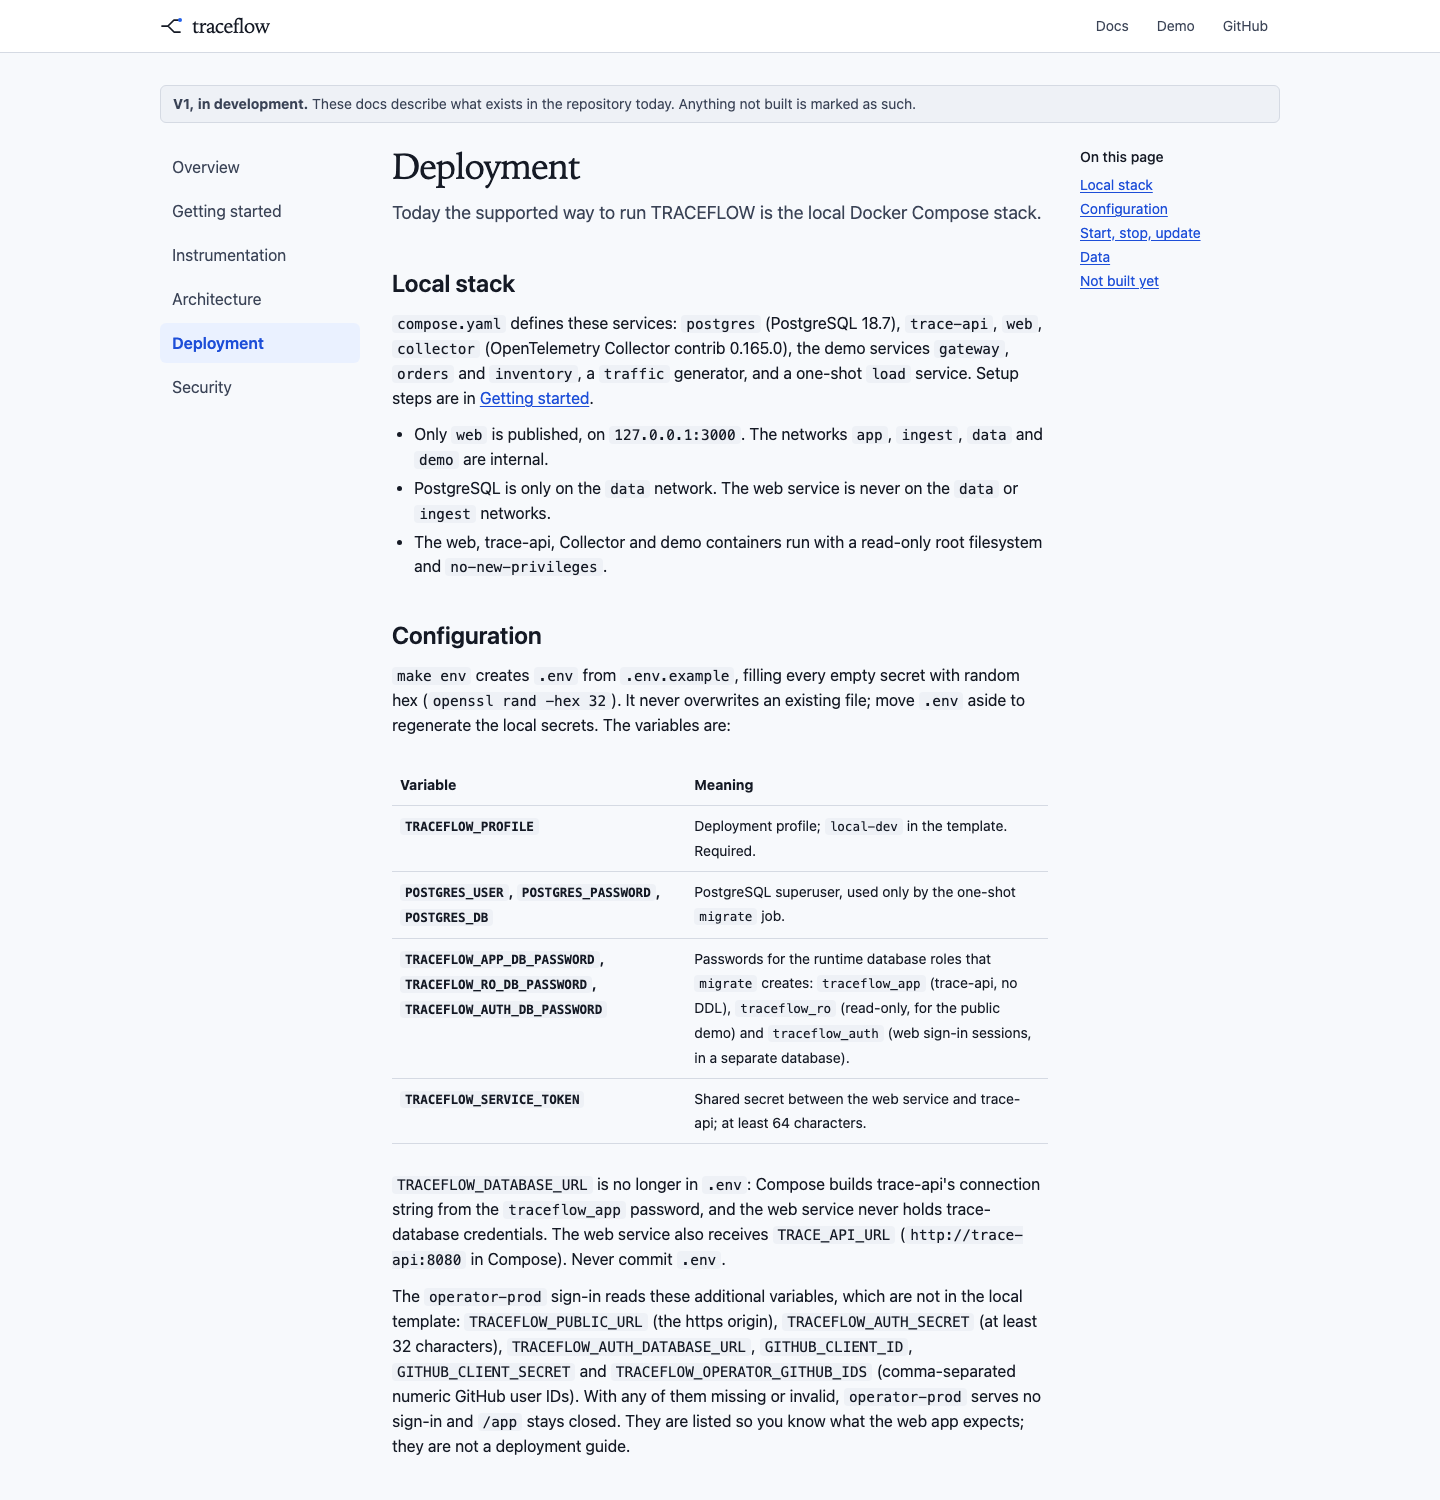 traceflow
Docs
Demo
GitHub
V1, in development. These docs describe what exists in the repository today. Anything not built is marked as such.
Overview
Getting started
Instrumentation
Architecture
Deployment
Security
Deployment
Today the supported way to run TRACEFLOW is the local Docker Compose stack.
Local stack
compose.yaml defines these services: postgres (PostgreSQL 18.7), trace-api, web,
collector (OpenTelemetry Collector contrib 0.165.0), the demo services gateway,
orders and inventory, a traffic generator, and a one-shot load service. Setup
steps are in Getting started.
• Only web is published, on 127.0.0.1:3000. The networks app, ingest, data and
demo are internal.
• PostgreSQL is only on the data network. The web service is never on the data or
ingest networks.
• The web, trace-api, Collector and demo containers run with a read-only root filesystem
and no-new-privileges.
Configuration
make env creates .env from .env.example, filling every empty secret with random
hex (openssl rand -hex 32). It never overwrites an existing file; move .env aside to
regenerate the local secrets. The variables are:
Variable
Meaning
TRACEFLOW_PROFILE
Deployment profile; local-dev in the template.
Required.
POSTGRES_USER, POSTGRES_PASSWORD,
POSTGRES_DB
PostgreSQL superuser, used only by the one-shot
migrate job.
TRACEFLOW_APP_DB_PASSWORD,
TRACEFLOW_RO_DB_PASSWORD,
TRACEFLOW_AUTH_DB_PASSWORD
Passwords for the runtime database roles that
migrate creates: traceflow_app (trace-api, no
DDL), traceflow_ro (read-only, for the public
demo) and traceflow_auth (web sign-in sessions,
in a separate database).
TRACEFLOW_SERVICE_TOKEN
Shared secret between the web service and trace-
api; at least 64 characters.
TRACEFLOW_DATABASE_URL is no longer in .env: Compose builds trace-api's connection
string from the traceflow_app password, and the web service never holds trace-
database credentials. The web service also receives TRACE_API_URL (http://trace-
api:8080 in Compose). Never commit .env.
The operator-prod sign-in reads these additional variables, which are not in the local
template: TRACEFLOW_PUBLIC_URL (the https origin), TRACEFLOW_AUTH_SECRET (at least
32 characters), TRACEFLOW_AUTH_DATABASE_URL, GITHUB_CLIENT_ID,
GITHUB_CLIENT_SECRET and TRACEFLOW_OPERATOR_GITHUB_IDS (comma-separated
numeric GitHub user IDs). With any of them missing or invalid, operator-prod serves no
sign-in and /app stays closed. They are listed so you know what the web app expects;
they are not a deployment guide.
On this page
Local stack
Configuration
Start, stop, update
Data
Not built yet